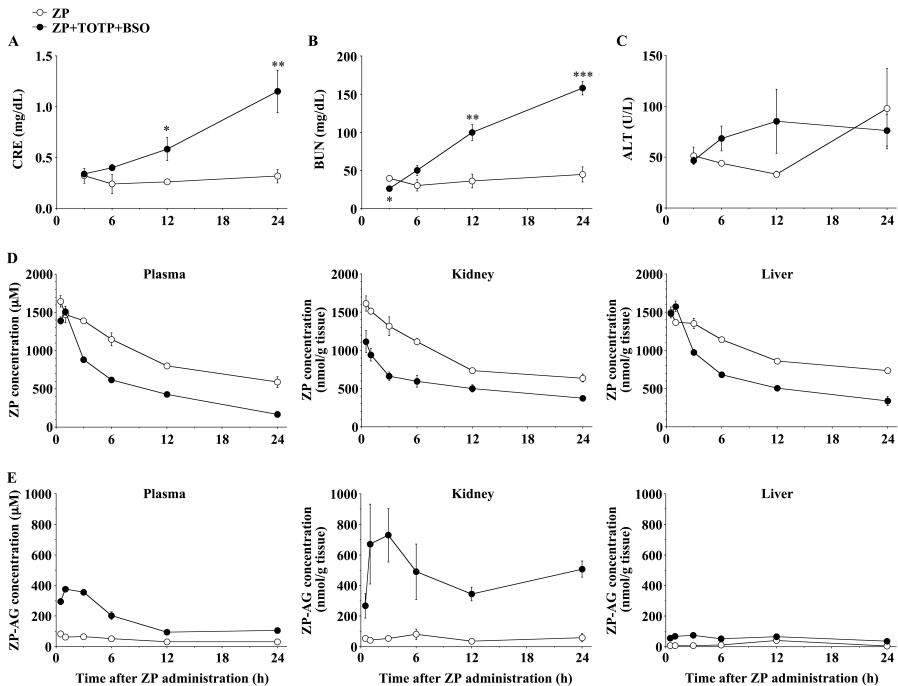 ZP
ZP+TOTP+BSO
A
B
C
CRE (mg/dL)
1.5
1.0
0.5
0.0
*
**
0 6 12 18 24
BUN (mg/dL)
200
150
100
50
0
*
**
***
0 6 12 18 24
ALT (U/L)
150
100
50
0
0 6 12 18 24
D
Plasma
Kidney
Liver
ZP concentration (μM)
2000
1500
1000
500
0
0 6 12 18 24
ZP concentration
(nmol/g tissue)
2000
1500
1000
500
0
0 6 12 18 24
ZP concentration
(nmol/g tissue)
2000
1500
1000
500
0
0 6 12 18 24
E
Plasma
Kidney
Liver
ZP-AG concentration (μM)
1000
800
600
400
200
0
0 6 12 18 24
Time after ZP administration (h)
ZP-AG concentration
(nmol/g tissue)
1000
800
600
400
200
0
0 6 12 18 24
Time after ZP administration (h)
ZP-AG concentration
(nmol/g tissue)
1000
800
600
400
200
0
0 6 12 18 24
Time after ZP administration (h)